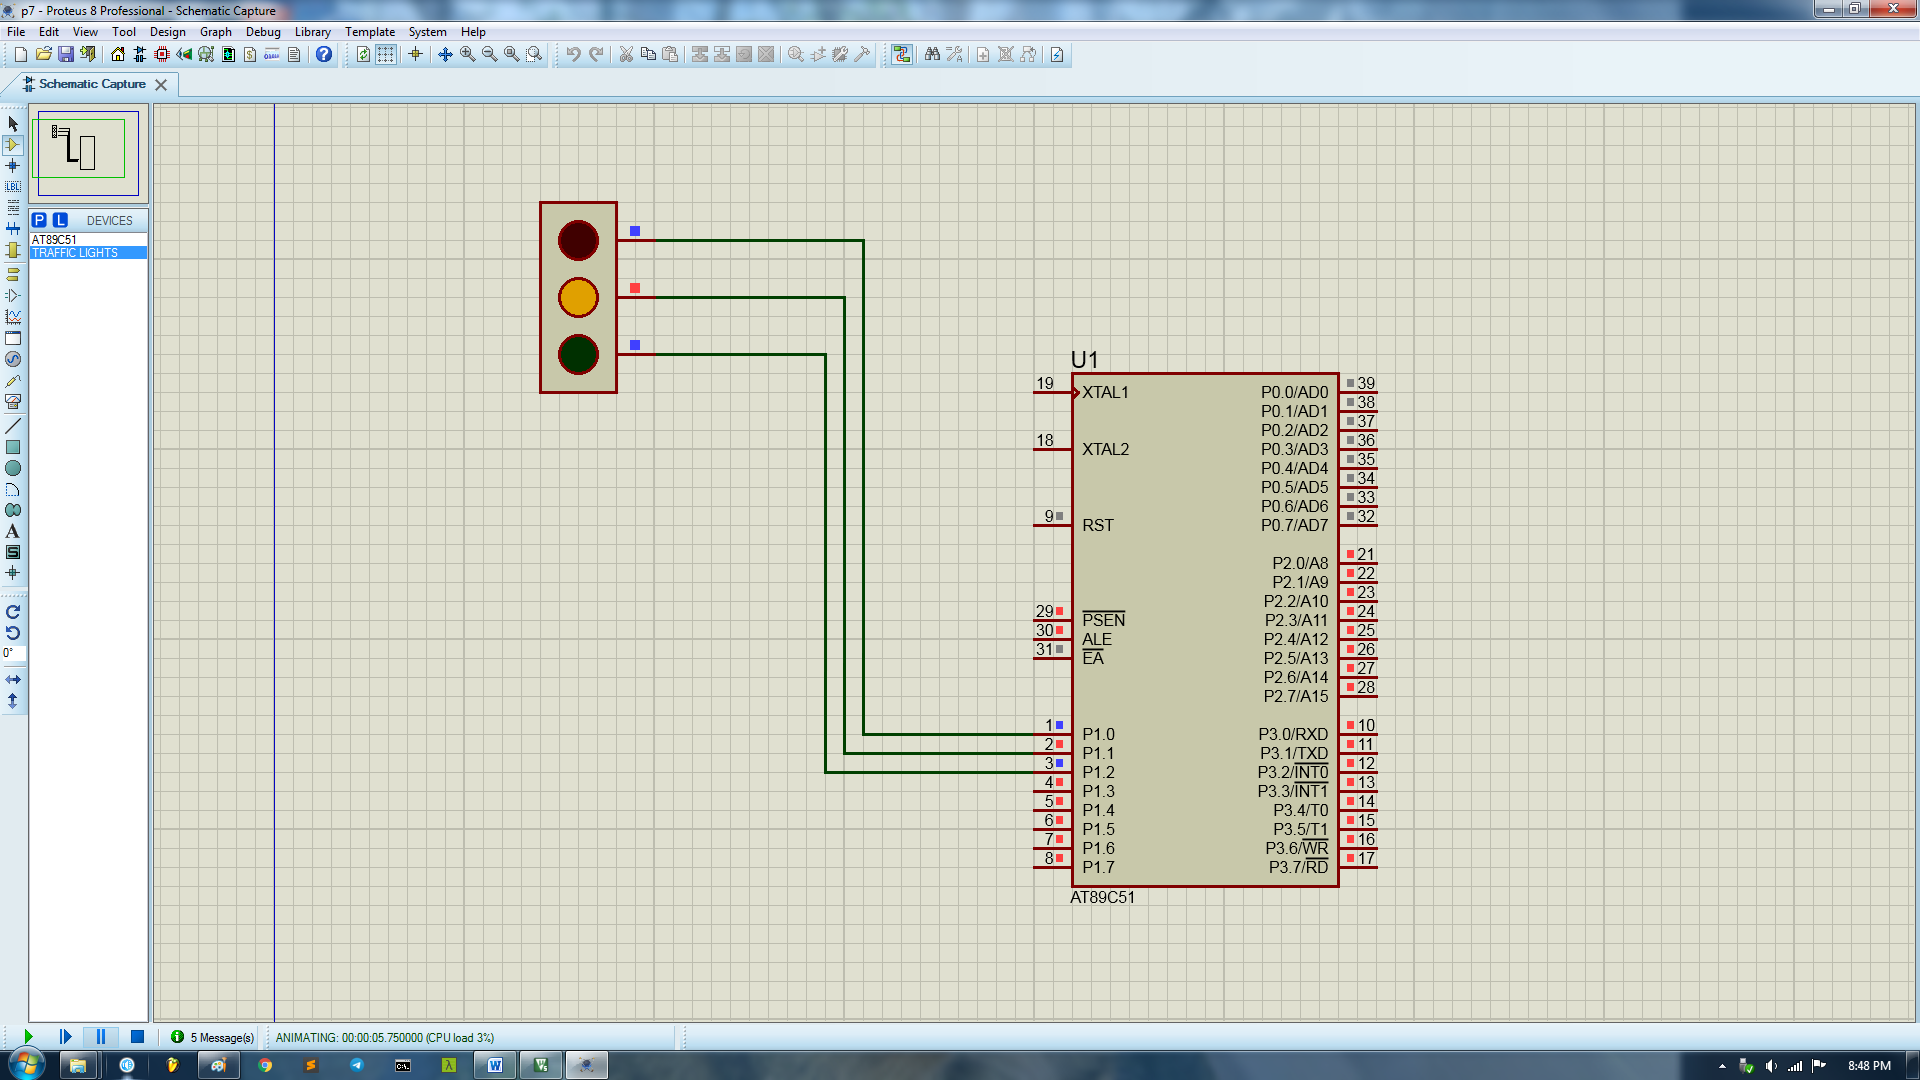 p7 - Proteus 8 Professional - Schematic Capture
File Edit View Tool Design Graph Debug Library Template System Help
Schematic Capture
P L DEVICES
AT89C51
TRAFFIC LIGHTS
LBL
A
S
0°
U1
19 XTAL1
18 XTAL2
9 RST
29 PSEN
30 ALE
31 EA
1 P1.0
2 P1.1
3 P1.2
4 P1.3
5 P1.4
6 P1.5
7 P1.6
8 P1.7
P0.0/AD0 39
P0.1/AD1 38
P0.2/AD2 37
P0.3/AD3 36
P0.4/AD4 35
P0.5/AD5 34
P0.6/AD6 33
P0.7/AD7 32
P2.0/A8 21
P2.1/A9 22
P2.2/A10 23
P2.3/A11 24
P2.4/A12 25
P2.5/A13 26
P2.6/A14 27
P2.7/A15 28
P3.0/RXD 10
P3.1/TXD 11
P3.2/INT0 12
P3.3/INT1 13
P3.4/T0 14
P3.5/T1 15
P3.6/WR 16
P3.7/RD 17
AT89C51
5 Message(s)
ANIMATING: 00:00:05.750000 (CPU load 3%)
8:48 PM